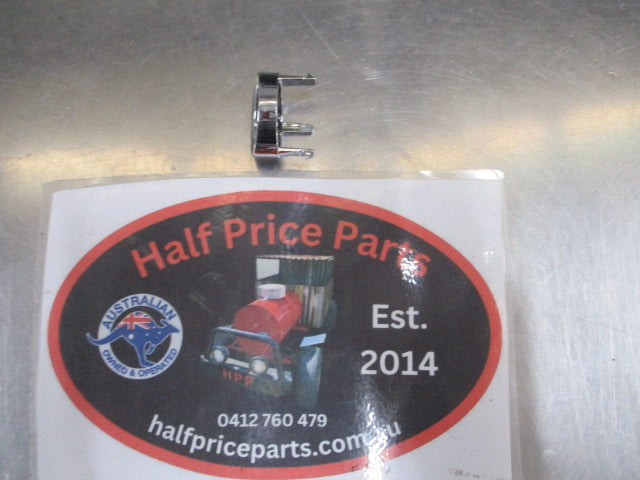 Half Price Parts
AUSTRALIAN
OWNED & OPERATED
Est.
2014
HPP
0412 760 479
halfpriceparts.com.au